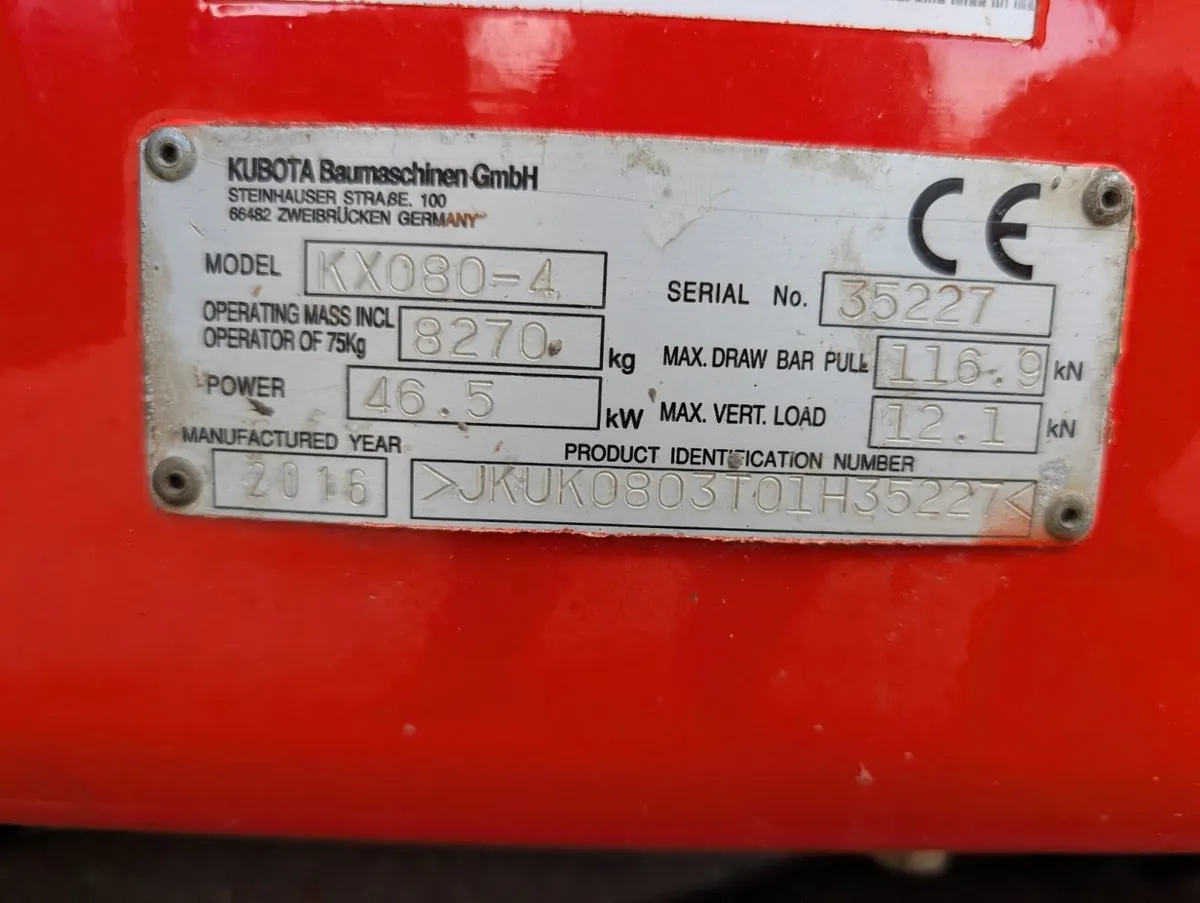 KUBOTA Baumaschinen GmbH
STEINHAUSER STRAßE. 100
66482 ZWEIBRÜCKEN GERMANY
CE
MODEL KX080-4
SERIAL No. 35227
OPERATING MASS INCL
OPERATOR OF 75Kg 8270 kg
MAX. DRAW BAR PULL 116.9 kN
POWER 46.5 kW
MAX. VERT. LOAD 12.1 kN
MANUFACTURED YEAR
2016
PRODUCT IDENTIFICATION NUMBER
>JKUK0803T01H35227<